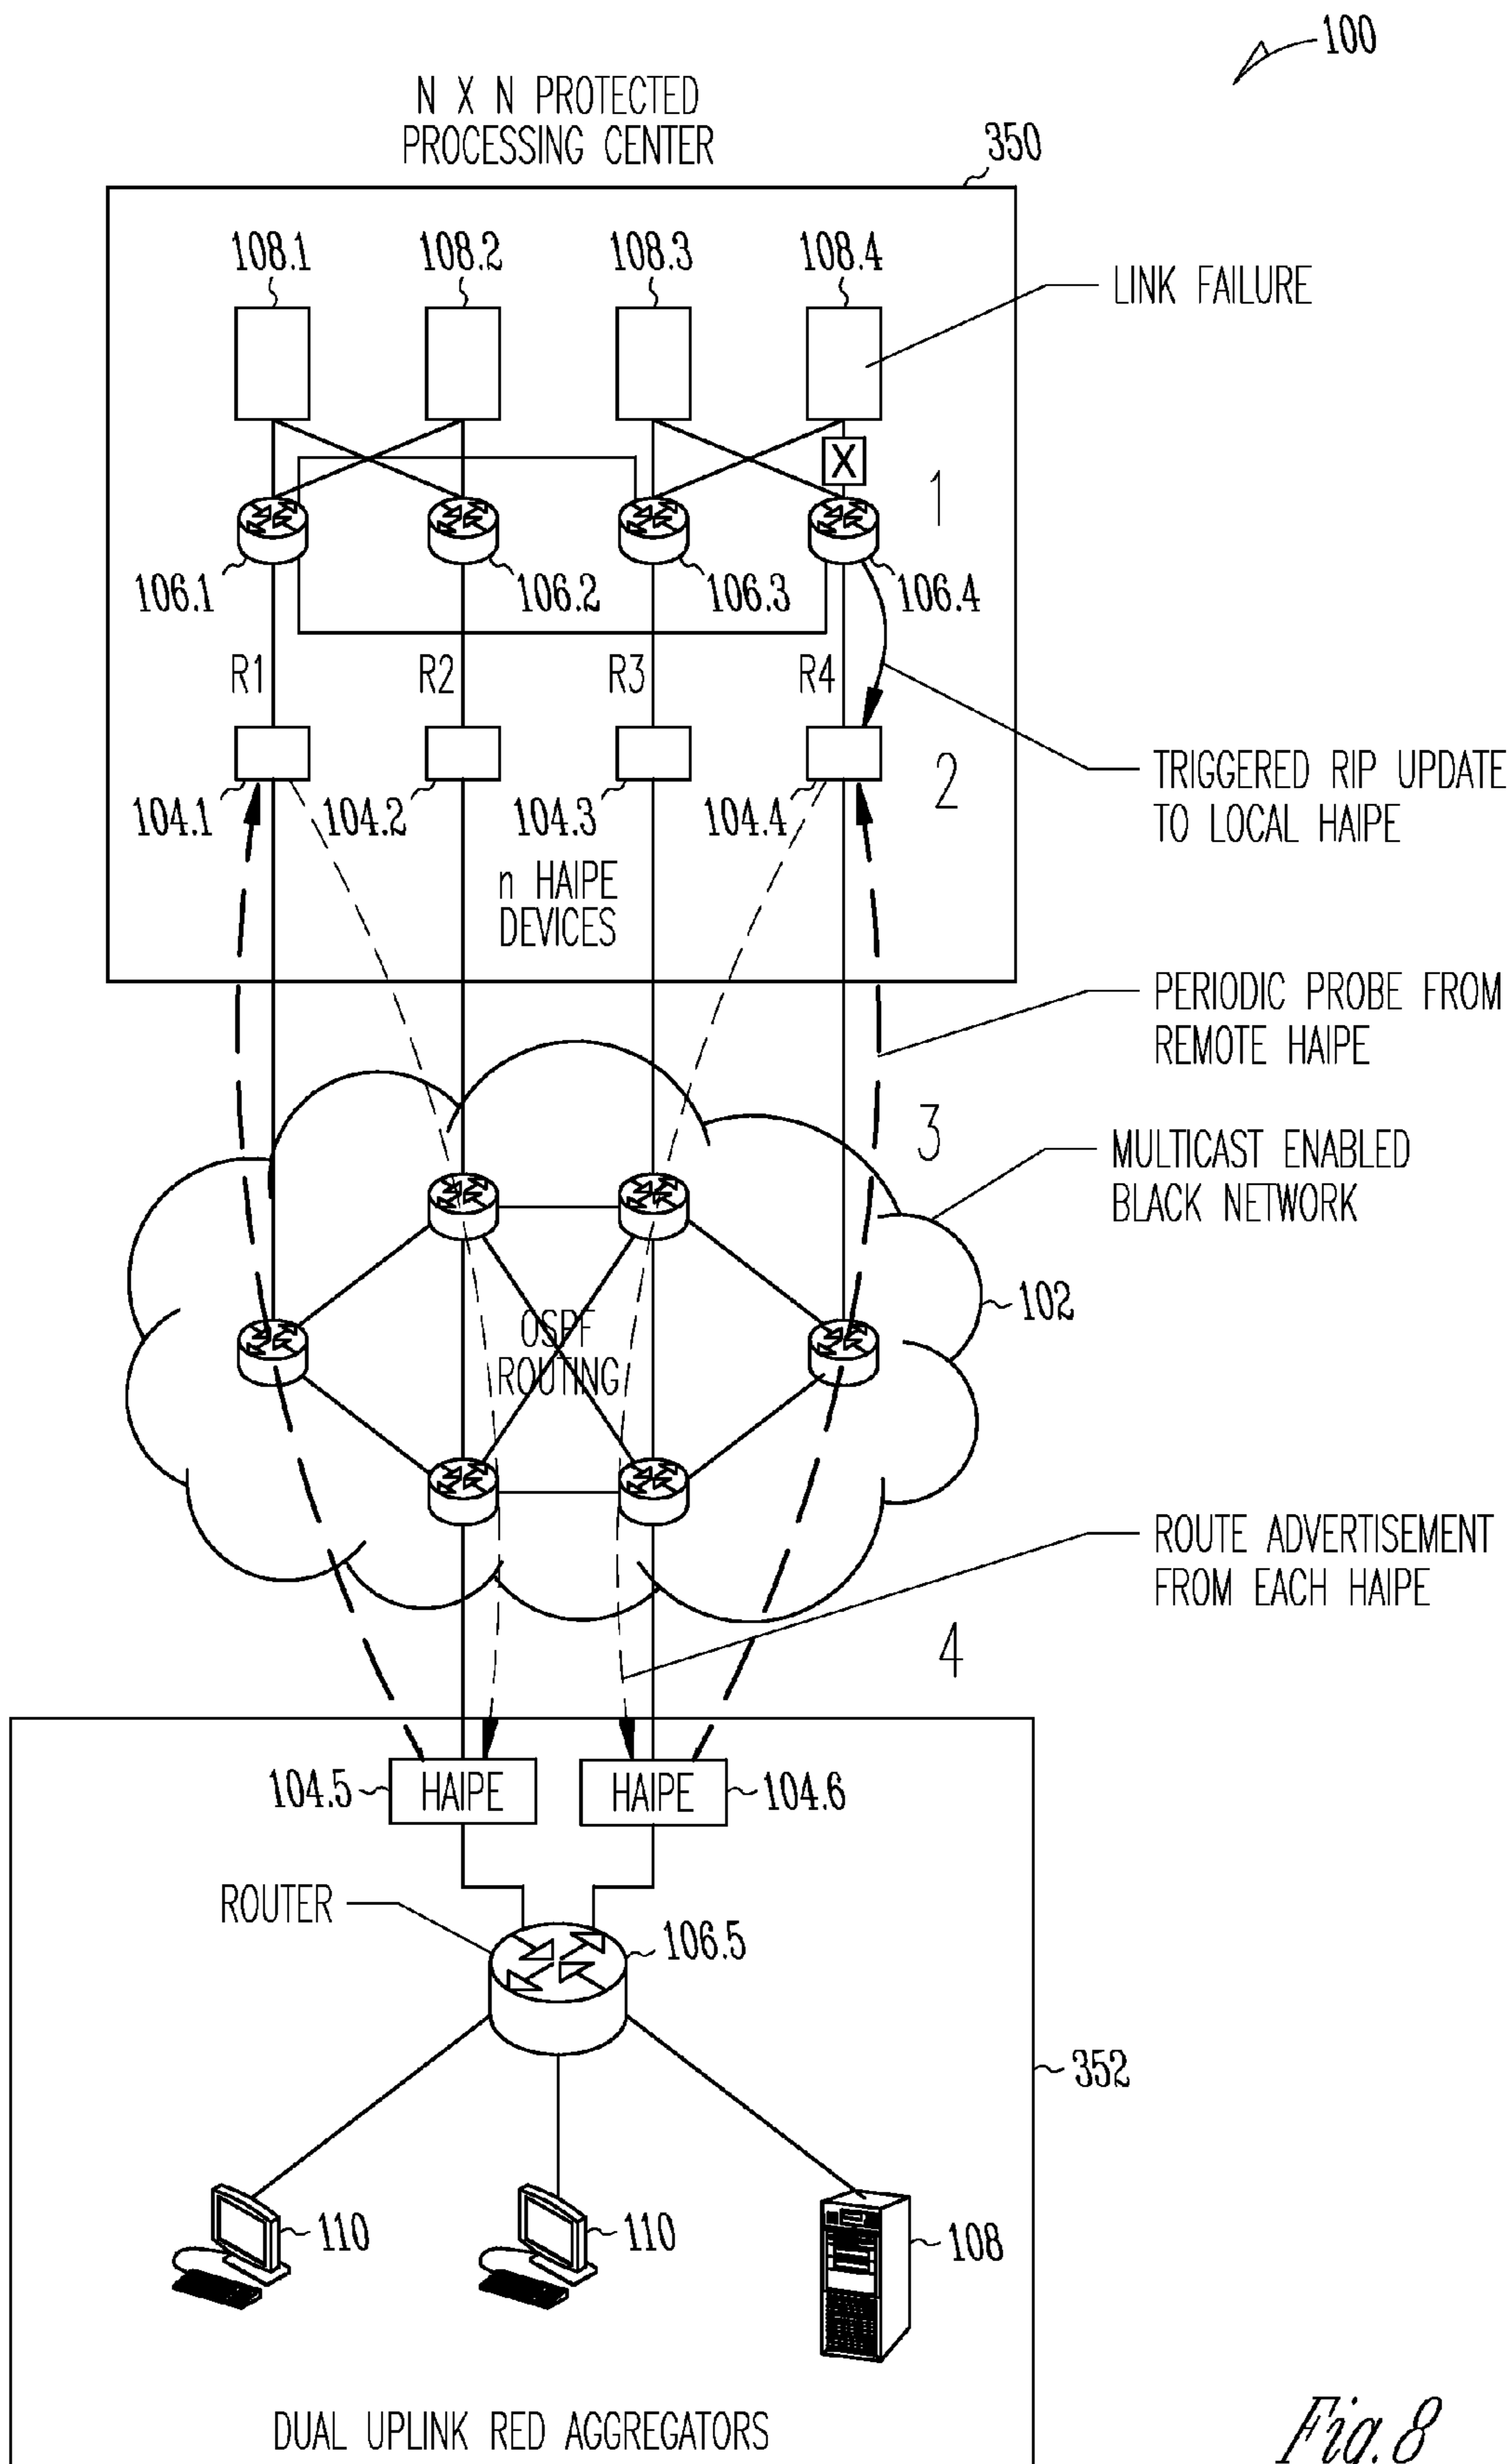 100
N X N PROTECTED
PROCESSING CENTER
350
108.1
108.2
108.3
108.4
LINK FAILURE
X
1
106.1
106.2
106.3
106.4
R1
R2
R3
R4
2
TRIGGERED RIP UPDATE
TO LOCAL HAIPE
104.1
104.2
104.3
104.4
n HAIPE
DEVICES
PERIODIC PROBE FROM
REMOTE HAIPE
3
MULTICAST ENABLED
BLACK NETWORK
102
OSPF
ROUTING
ROUTE ADVERTISEMENT
FROM EACH HAIPE
4
104.5
HAIPE
HAIPE
104.6
ROUTER
106.5
352
110
110
108
DUAL UPLINK RED AGGREGATORS
Fig. 8